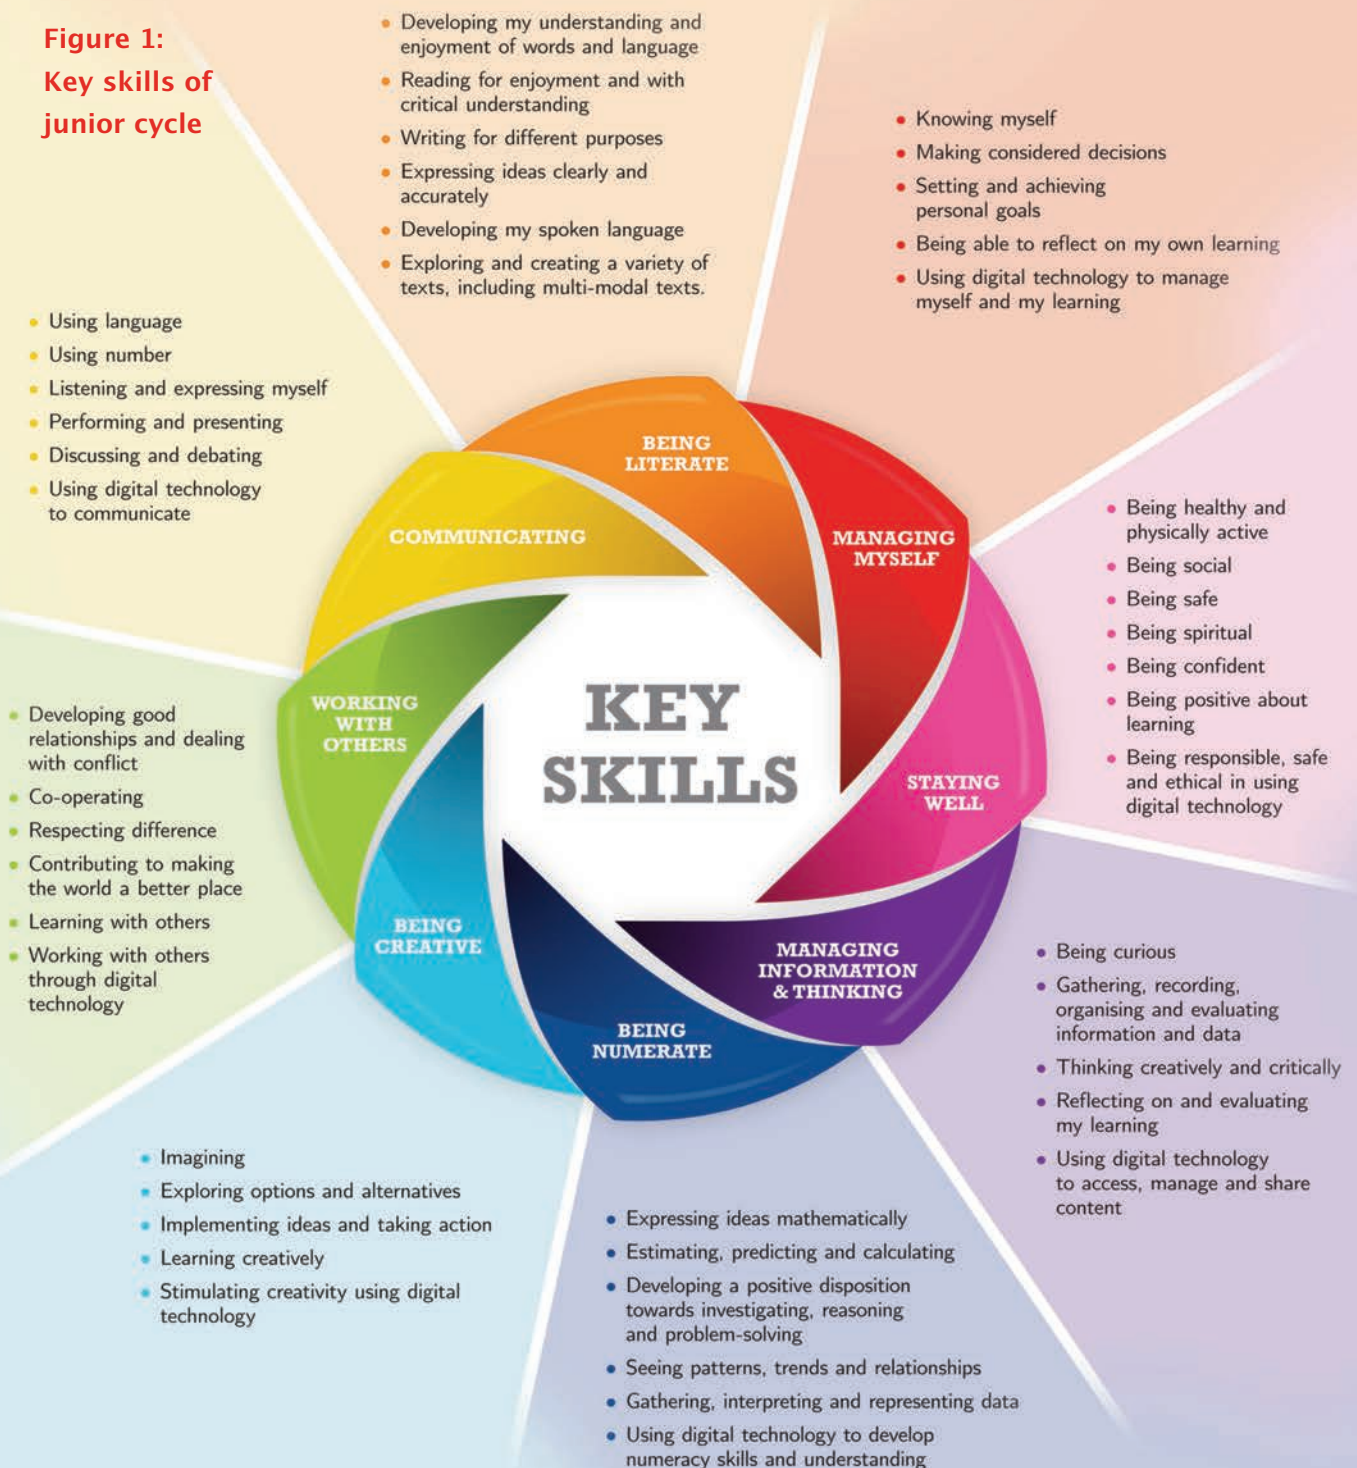 Figure 1:
Key skills of
junior cycle
• Developing my understanding and
enjoyment of words and language
• Reading for enjoyment and with
critical understanding
• Writing for different purposes
• Expressing ideas clearly and
accurately
• Developing my spoken language
• Exploring and creating a variety of
texts, including multi-modal texts.
• Knowing myself
• Making considered decisions
• Setting and achieving
personal goals
• Being able to reflect on my own learning
• Using digital technology to manage
myself and my learning
• Using language
• Using number
• Listening and expressing myself
• Performing and presenting
• Discussing and debating
• Using digital technology
to communicate
• Being healthy and
physically active
• Being social
• Being safe
• Being spiritual
• Being confident
• Being positive about
learning
• Being responsible, safe
and ethical in using
digital technology
BEING
LITERATE
COMMUNICATING
MANAGING
MYSELF
WORKING
WITH
OTHERS
KEY
SKILLS
STAYING
WELL
BEING
CREATIVE
MANAGING
INFORMATION
& THINKING
BEING
NUMERATE
• Developing good
relationships and dealing
with conflict
• Co-operating
• Respecting difference
• Contributing to making
the world a better place
• Learning with others
• Working with others
through digital
technology
• Being curious
• Gathering, recording,
organising and evaluating
information and data
• Thinking creatively and critically
• Reflecting on and evaluating
my learning
• Using digital technology
to access, manage and share
content
• Imagining
• Exploring options and alternatives
• Implementing ideas and taking action
• Learning creatively
• Stimulating creativity using digital
technology
• Expressing ideas mathematically
• Estimating, predicting and calculating
• Developing a positive disposition
towards investigating, reasoning
and problem-solving
• Seeing patterns, trends and relationships
• Gathering, interpreting and representing data
• Using digital technology to develop
numeracy skills and understanding